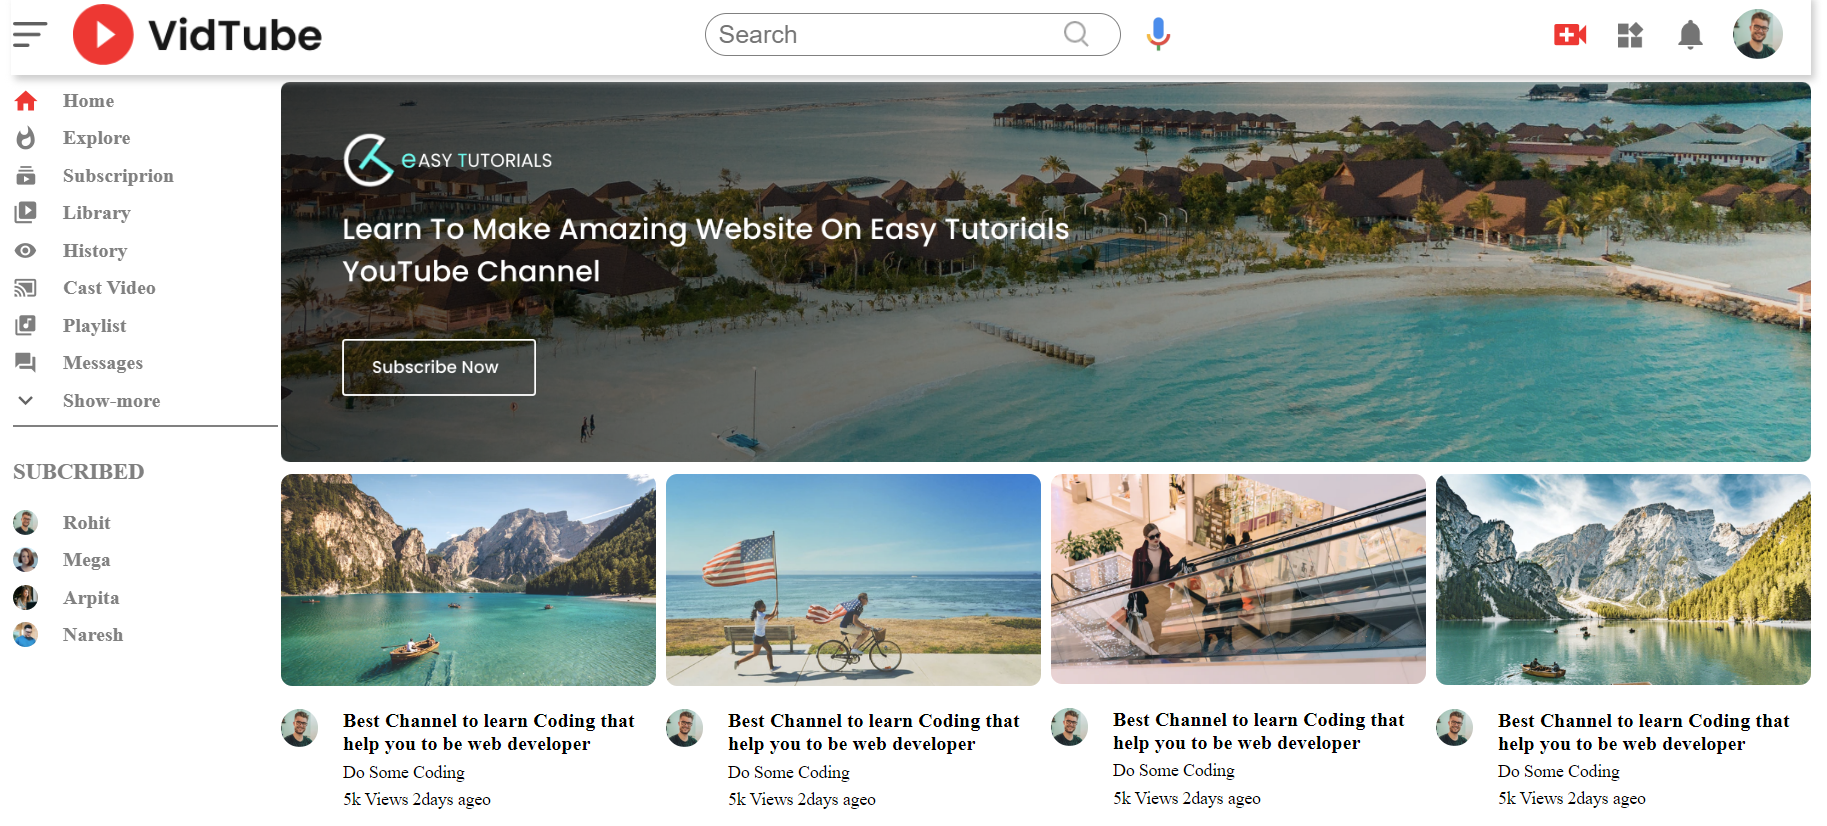 VidTube
Search
Home
Explore
Subscriprion
Library
History
Cast Video
Playlist
Messages
Show-more
SUBCRIBED
Rohit
Mega
Arpita
Naresh
eASY TUTORIALS
Learn To Make Amazing Website On Easy Tutorials
YouTube Channel
Subscribe Now
Best Channel to learn Coding that
help you to be web developer
Do Some Coding
5k Views 2days ageo
Best Channel to learn Coding that
help you to be web developer
Do Some Coding
5k Views 2days ageo
Best Channel to learn Coding that
help you to be web developer
Do Some Coding
5k Views 2days ageo
Best Channel to learn Coding that
help you to be web developer
Do Some Coding
5k Views 2days ageo